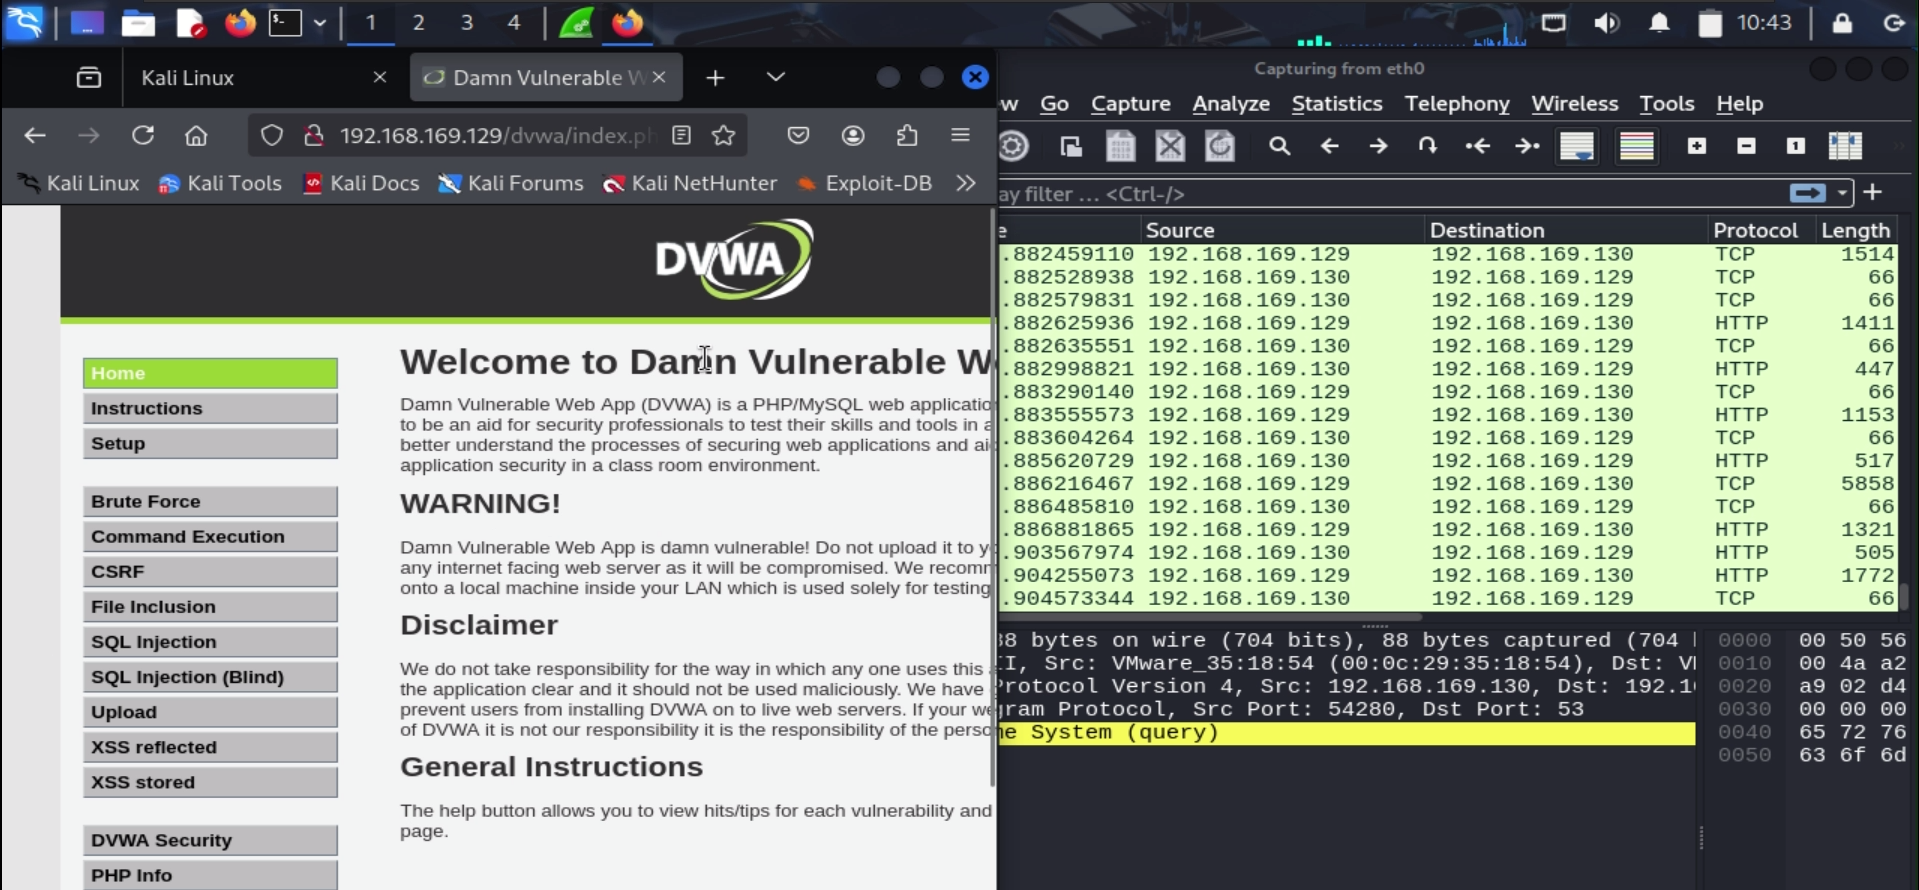 1 2 3 4
10:43
Kali Linux
Damn Vulnerable W
192.168.169.129/dvwa/index.ph
Kali Linux Kali Tools Kali Docs Kali Forums Kali NetHunter Exploit-DB
DVWA
Home
Instructions
Setup
Brute Force
Command Execution
CSRF
File Inclusion
SQL Injection
SQL Injection (Blind)
Upload
XSS reflected
XSS stored
DVWA Security
PHP Info
Welcome to Damn Vulnerable W
Damn Vulnerable Web App (DVWA) is a PHP/MySQL web applicatio
to be an aid for security professionals to test their skills and tools in a
better understand the processes of securing web applications and aid
application security in a class room environment.
WARNING!
Damn Vulnerable Web App is damn vulnerable! Do not upload it to yo
any internet facing web server as it will be compromised. We recomm
onto a local machine inside your LAN which is used solely for testing
Disclaimer
We do not take responsibility for the way in which any one uses this
the application clear and it should not be used maliciously. We have
prevent users from installing DVWA on to live web servers. If your we
of DVWA it is not our responsibility it is the responsibility of the perso
General Instructions
The help button allows you to view hits/tips for each vulnerability and
page.
Capturing from eth0
w Go Capture Analyze Statistics Telephony Wireless Tools Help
ay filter ... <Ctrl-/>
e Source Destination Protocol Length
.882459110 192.168.169.129 192.168.169.130 TCP 1514
.882528938 192.168.169.130 192.168.169.129 TCP 66
.882579831 192.168.169.130 192.168.169.129 TCP 66
.882625936 192.168.169.129 192.168.169.130 HTTP 1411
.882635551 192.168.169.130 192.168.169.129 TCP 66
.882998821 192.168.169.130 192.168.169.129 HTTP 447
.883290140 192.168.169.129 192.168.169.130 TCP 66
.883555573 192.168.169.129 192.168.169.130 HTTP 1153
.883604264 192.168.169.130 192.168.169.129 TCP 66
.885620729 192.168.169.130 192.168.169.129 HTTP 517
.886216467 192.168.169.129 192.168.169.130 TCP 5858
.886485810 192.168.169.130 192.168.169.129 TCP 66
.886881865 192.168.169.129 192.168.169.130 HTTP 1321
.903567974 192.168.169.130 192.168.169.129 HTTP 505
.904255073 192.168.169.129 192.168.169.130 HTTP 1772
.904573344 192.168.169.130 192.168.169.129 TCP 66
88 bytes on wire (704 bits), 88 bytes captured (704
II, Src: VMware_35:18:54 (00:0c:29:35:18:54), Dst: VM
Protocol Version 4, Src: 192.168.169.130, Dst: 192.1
gram Protocol, Src Port: 54280, Dst Port: 53
me System (query)
0000 00 50 56
0010 00 4a a2
0020 a9 02 d4
0030 00 00 00
0040 65 72 76
0050 63 6f 6d